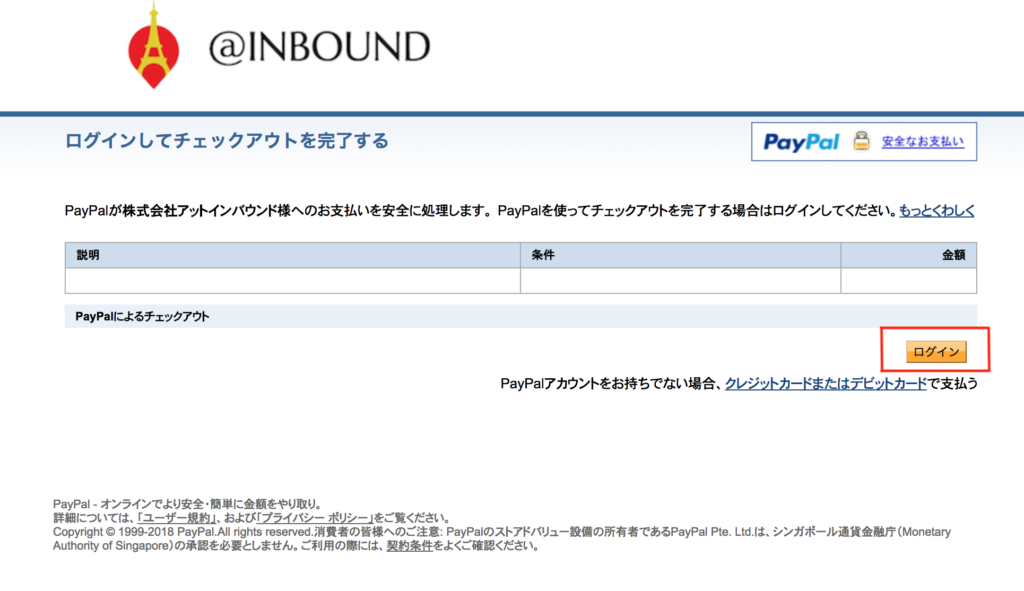 @INBOUND
ログインしてチェックアウトを完了する
PayPal 安全なお支払い
PayPalが株式会社アットインバウンド様へのお支払いを安全に処理します。 PayPalを使ってチェックアウトを完了する場合はログインしてください。もっとくわしく
説明 条件 金額
PayPalによるチェックアウト
ログイン
PayPalアカウントをお持ちでない場合、クレジットカードまたはデビットカードで支払う
PayPal - オンラインでより安全・簡単に金額をやり取り。
詳細については、「ユーザー規約」、および「プライバシー ポリシー」をご覧ください。
Copyright © 1999-2018 PayPal.All rights reserved.消費者の皆様へのご注意: PayPalのストアドバリュー設備の所有者であるPayPal Pte. Ltd.は、シンガポール通貨金融庁（Monetary
Authority of Singapore）の承認を必要としません。ご利用の際には、契約条件をよくご確認ください。